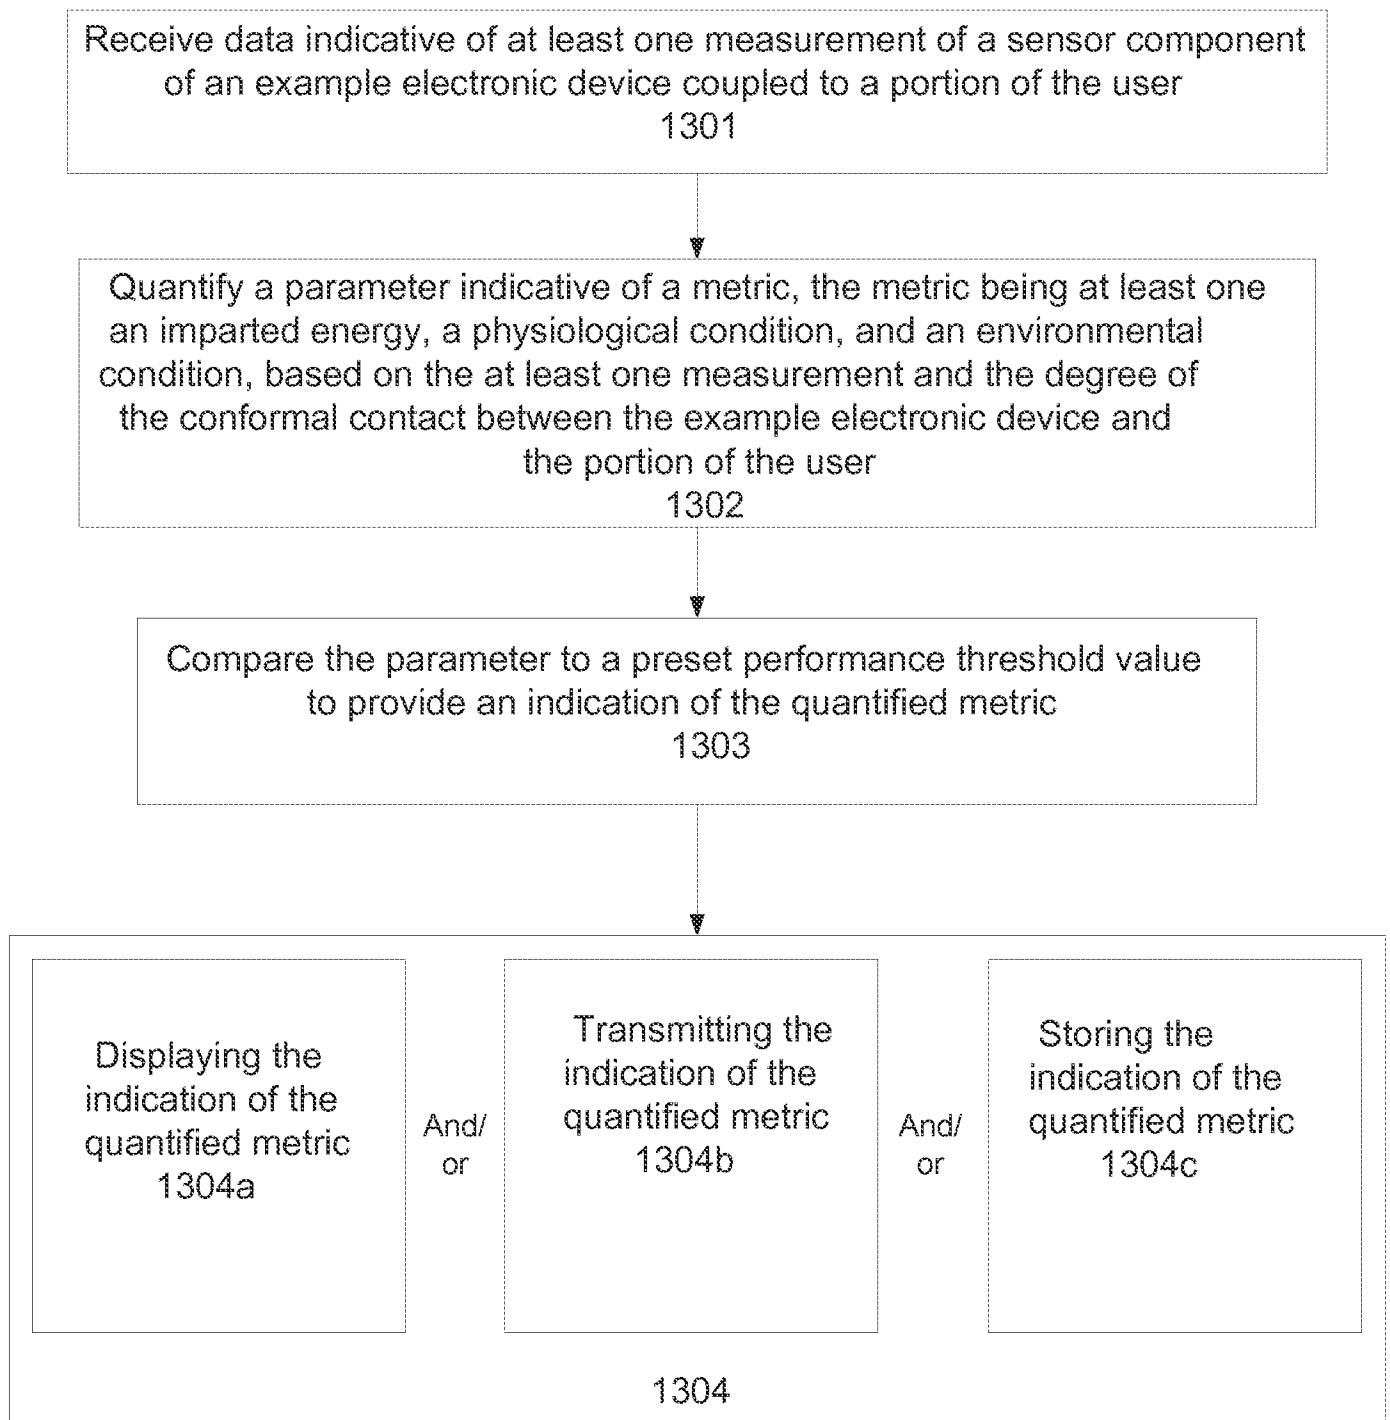 Receive data indicative of at least one measurement of a sensor component
of an example electronic device coupled to a portion of the user
1301
Quantify a parameter indicative of a metric, the metric being at least one
an imparted energy, a physiological condition, and an environmental
condition, based on the at least one measurement and the degree of
the conformal contact between the example electronic device and
the portion of the user
1302
Compare the parameter to a preset performance threshold value
to provide an indication of the quantified metric
1303
Displaying the
indication of the
quantified metric
1304a
And/
or
Transmitting the
indication of the
quantified metric
1304b
And/
or
Storing the
indication of the
quantified metric
1304c
1304